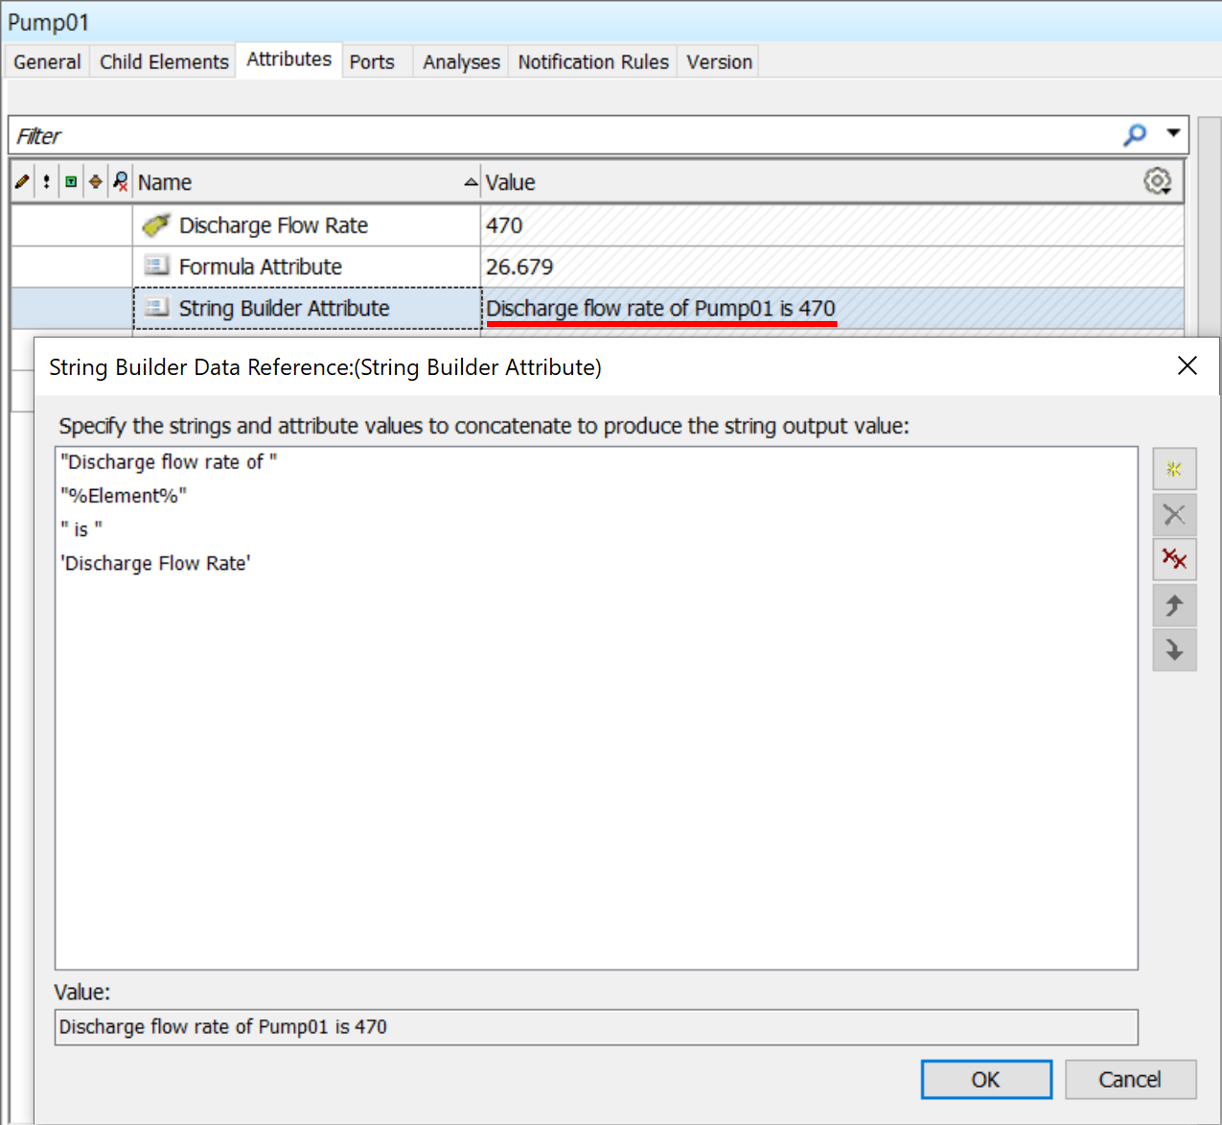 Pump01
General Child Elements Attributes Ports Analyses Notification Rules Version
Filter
Name Value
Discharge Flow Rate 470
Formula Attribute 26.679
String Builder Attribute Discharge flow rate of Pump01 is 470
String Builder Data Reference:(String Builder Attribute)
Specify the strings and attribute values to concatenate to produce the string output value:
"Discharge flow rate of "
"%Element%"
" is "
'Discharge Flow Rate'
Value:
Discharge flow rate of Pump01 is 470
OK Cancel